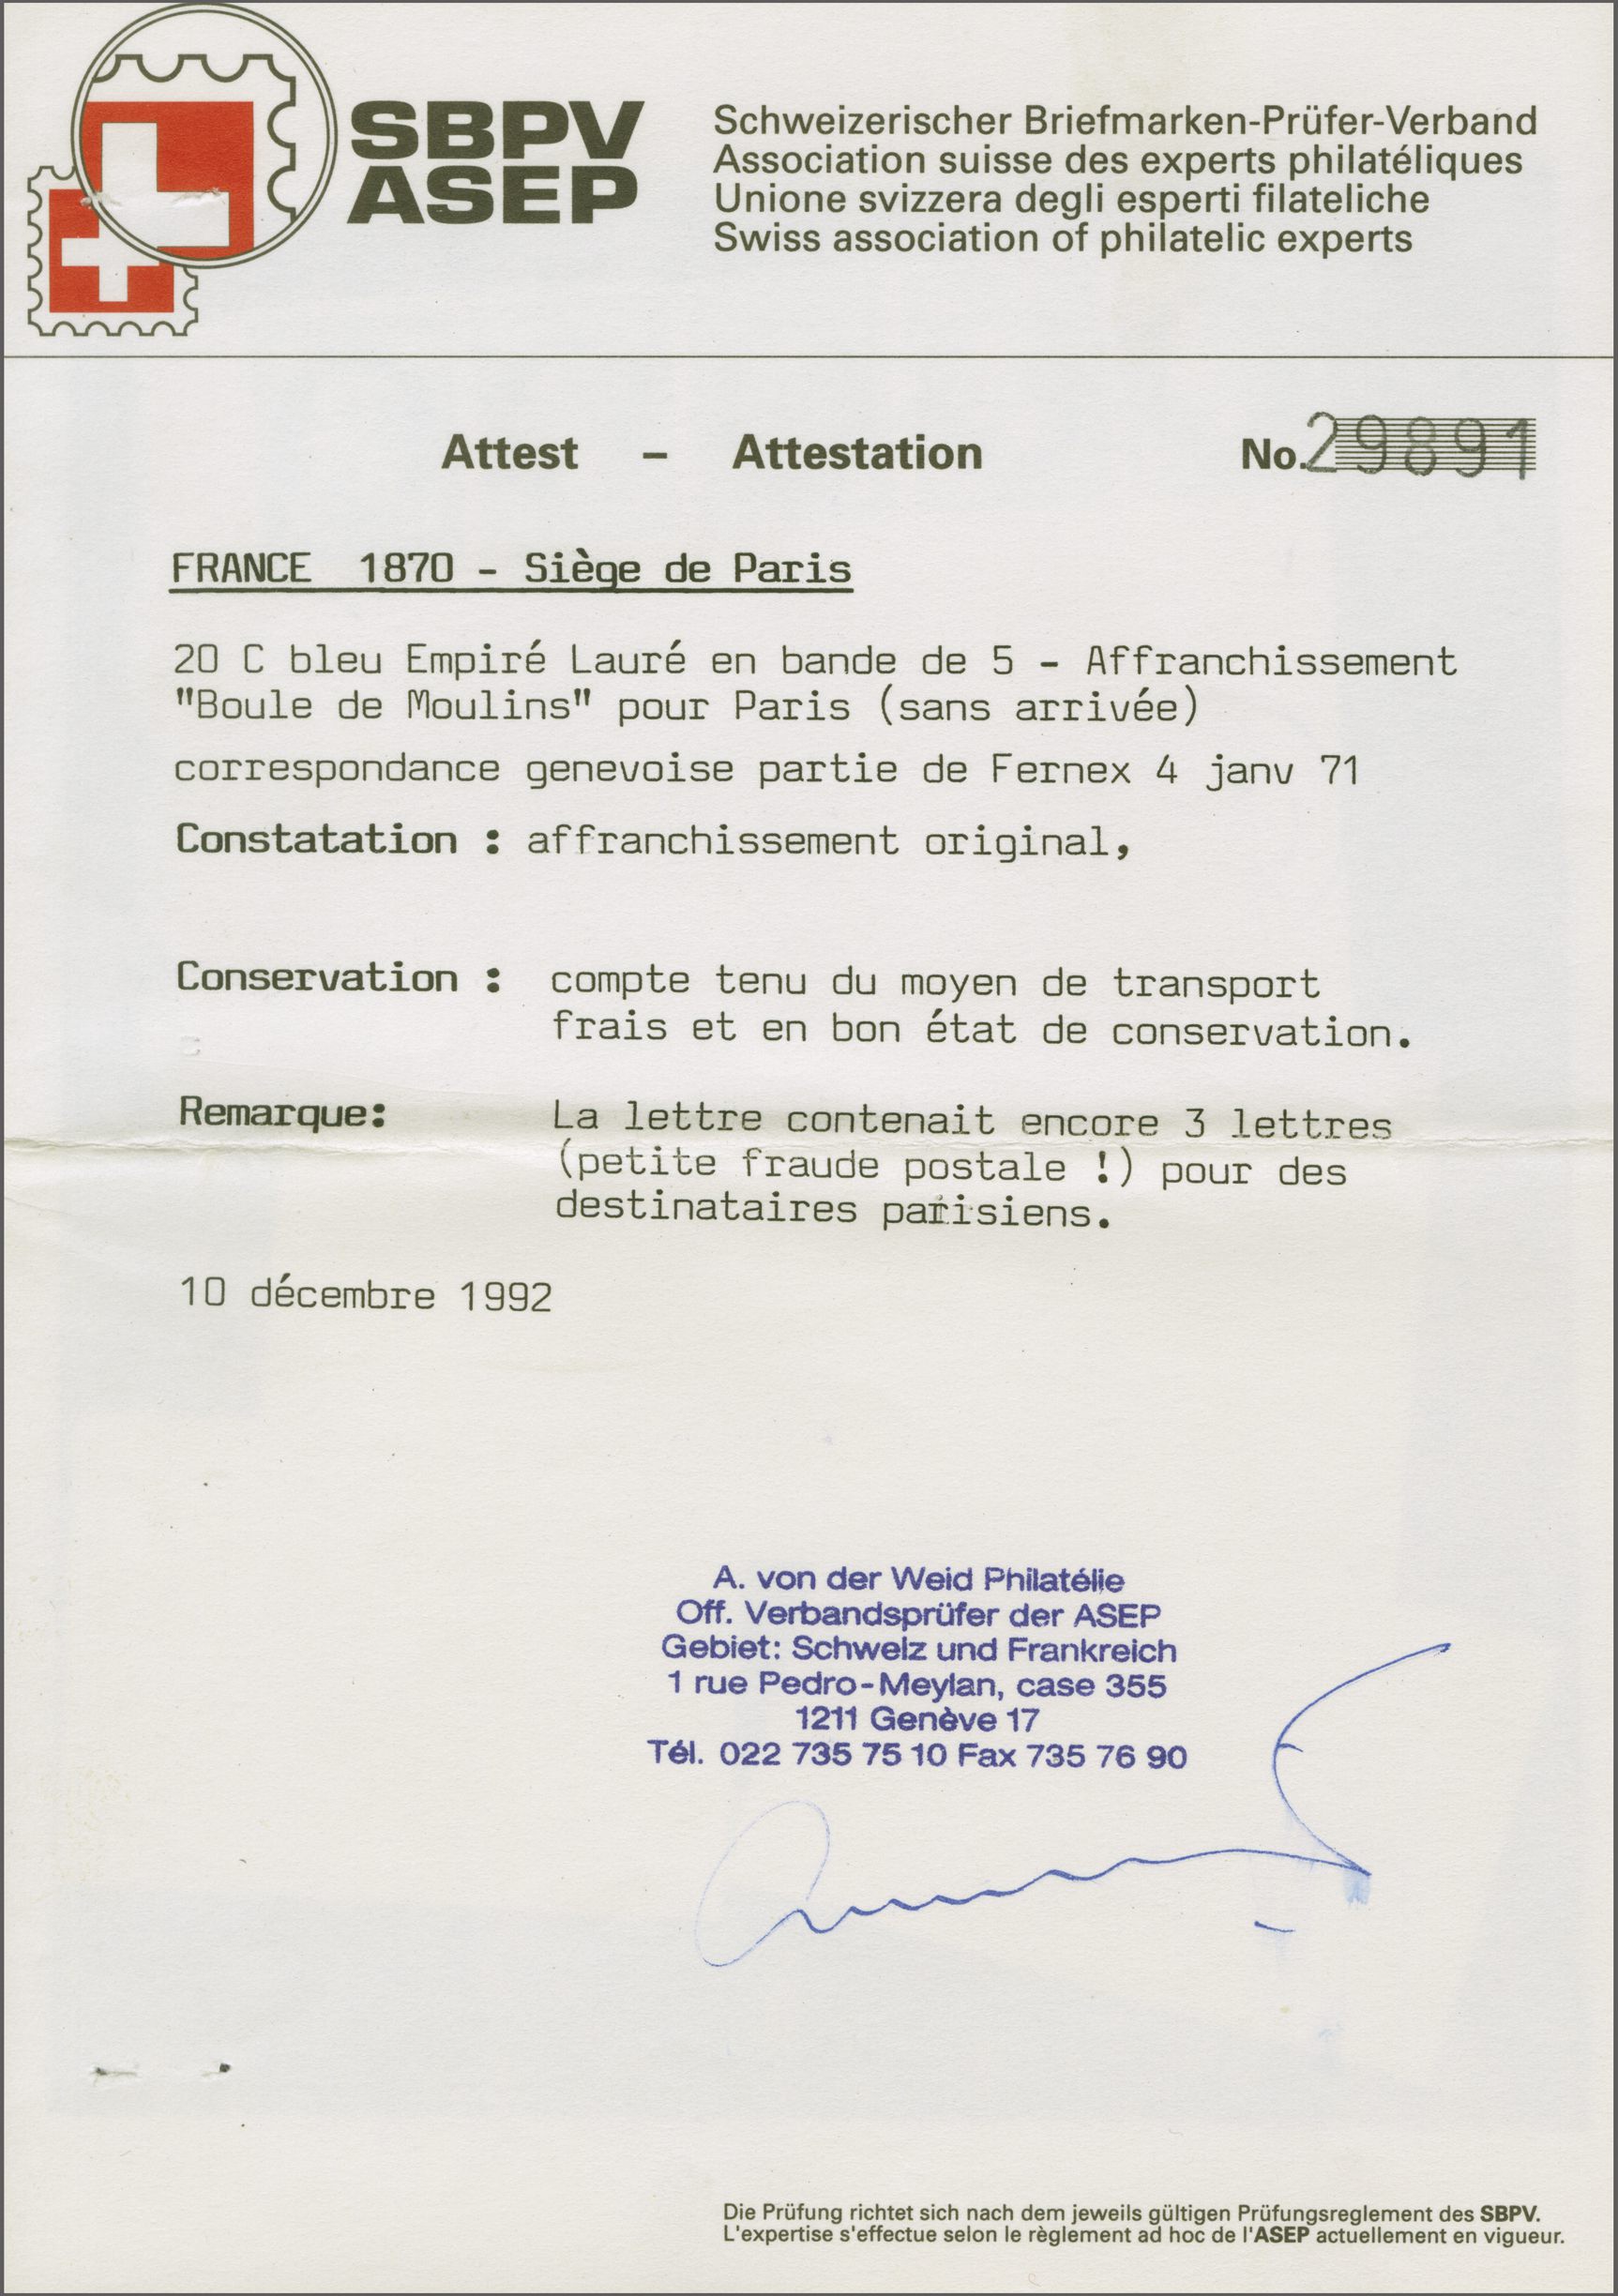 SBPV
ASEP
Schweizerischer Briefmarken-Prüfer-Verband
Association suisse des experts philatéliques
Unione svizzera degli esperti filateliche
Swiss association of philatelic experts
Attest – Attestation No. 29891
FRANCE 1870 - Siège de Paris
20 C bleu Empiré Lauré en bande de 5 - Affranchissement
"Boule de Moulins" pour Paris (sans arrivée)
correspondance genevoise partie de Fernex 4 janv 71
Constatation : affranchissement original,
Conservation : compte tenu du moyen de transport
frais et en bon état de conservation.
Remarque: La lettre contenait encore 3 lettres
(petite fraude postale !) pour des
destinataires parisiens.
10 décembre 1992
A. von der Weid Philatélie
Off. Verbandsprüfer der ASEP
Gebiet: Schweiz und Frankreich
1 rue Pedro-Meylan, case 355
1211 Genève 17
Tél. 022 735 75 10 Fax 735 76 90
Die Prüfung richtet sich nach dem jeweils gültigen Prüfungsreglement des SBPV.
L'expertise s'effectue selon le règlement ad hoc de l'ASEP actuellement en vigueur.